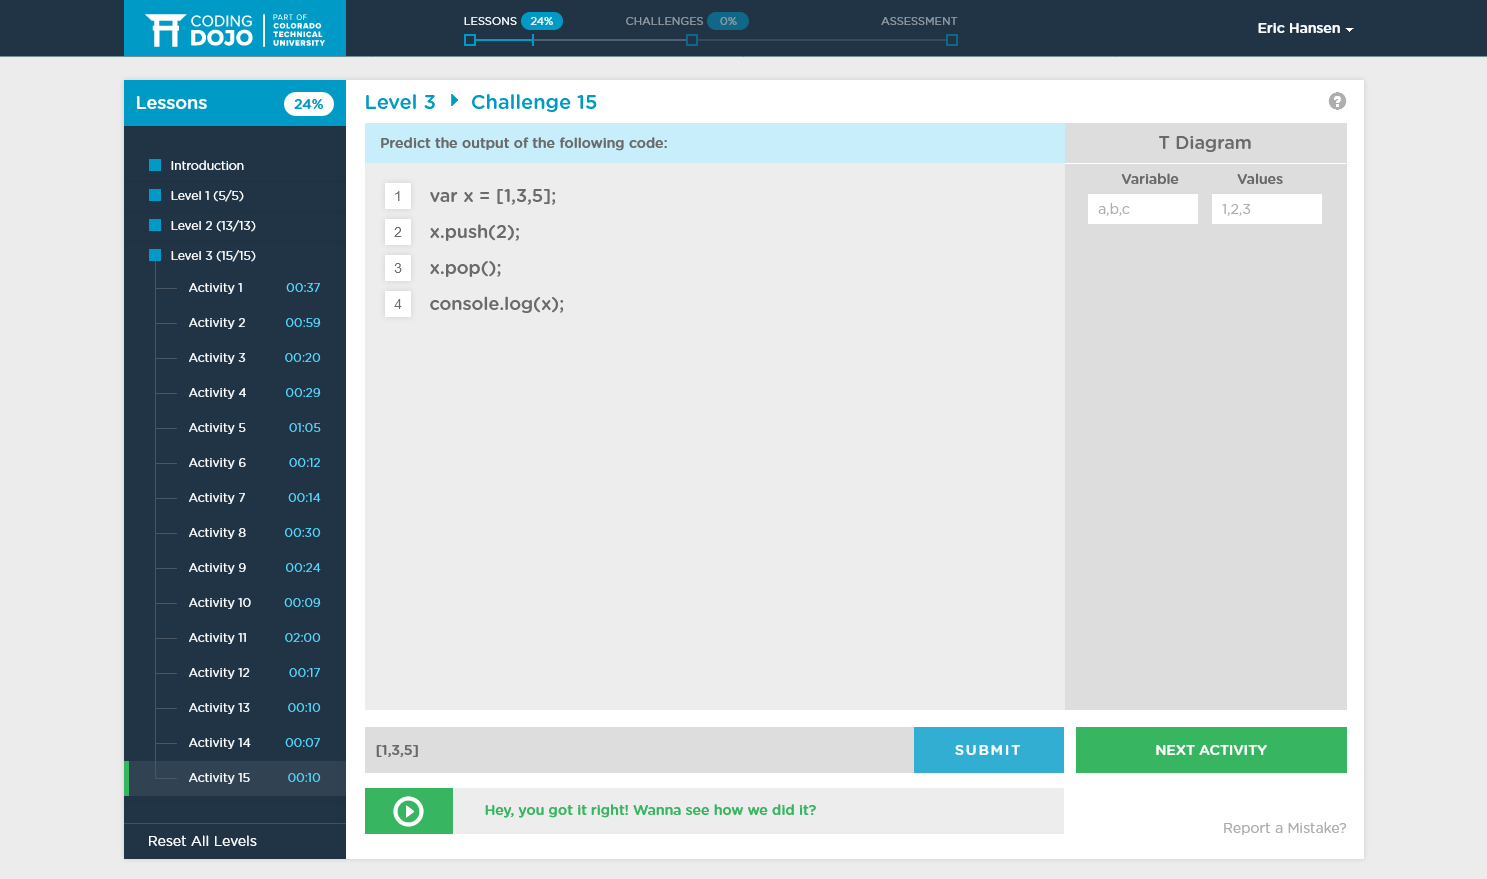 CODING DOJO
PART OF COLORADO TECHNICAL UNIVERSITY
LESSONS 24%
CHALLENGES 0%
ASSESSMENT
Eric Hansen
Lessons 24%
Introduction
Level 1 (5/5)
Level 2 (13/13)
Level 3 (15/15)
Activity 1 00:37
Activity 2 00:59
Activity 3 00:20
Activity 4 00:29
Activity 5 01:05
Activity 6 00:12
Activity 7 00:14
Activity 8 00:30
Activity 9 00:24
Activity 10 00:09
Activity 11 02:00
Activity 12 00:17
Activity 13 00:10
Activity 14 00:07
Activity 15 00:10
Reset All Levels
Level 3 Challenge 15
?
Predict the output of the following code:
1 var x = [1,3,5];
2 x.push(2);
3 x.pop();
4 console.log(x);
T Diagram
Variable Values
a,b,c 1,2,3
[1,3,5]
SUBMIT
NEXT ACTIVITY
Hey, you got it right! Wanna see how we did it?
Report a Mistake?